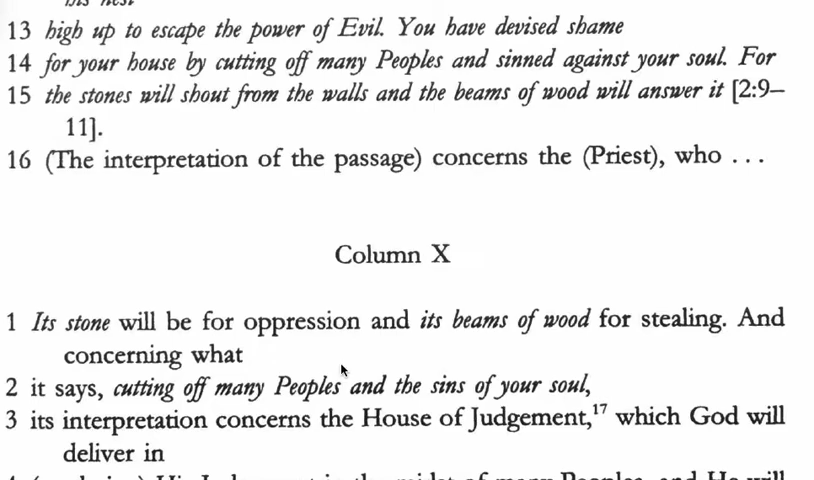 his nest
13 high up to escape the power of Evil. You have devised shame
14 for your house by cutting off many Peoples and sinned against your soul. For
15 the stones will shout from the walls and the beams of wood will answer it [2:9–
11].
16 (The interpretation of the passage) concerns the (Priest), who . . .
Column X
1 Its stone will be for oppression and its beams of wood for stealing. And
concerning what
2 it says, cutting off many Peoples and the sins of your soul,
3 its interpretation concerns the House of Judgement,17 which God will
deliver in
His Judgement in the midst of many Peoples, and He will